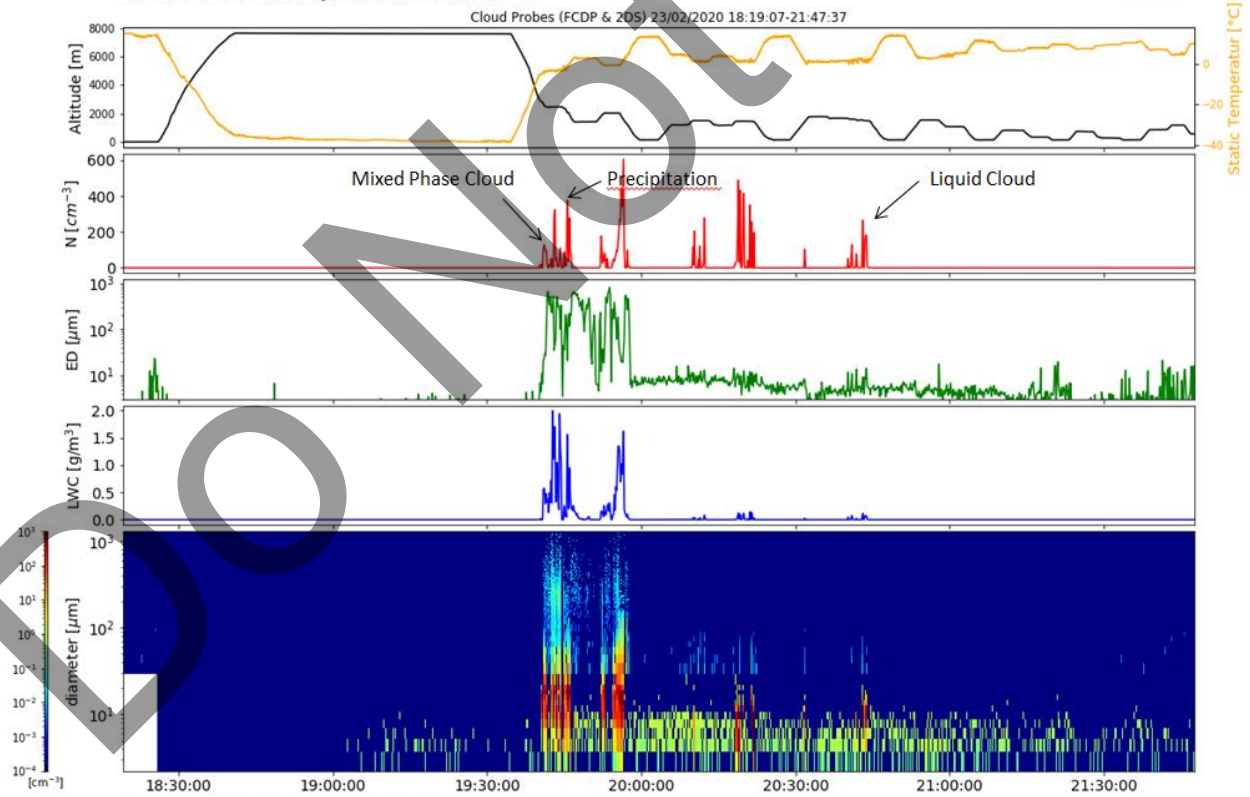 Cloud Probes (FCDP & 2DS) 23/02/2020 18:19:07-21:47:37
Altitude [m]
8000
6000
4000
2000
0
Static Temperatur [°C]
0
−20
−40
N [cm⁻³]
600
400
200
0
Mixed Phase Cloud
Precipitation
Liquid Cloud
ED [μm]
10³
10²
10¹
LWC [g/m³]
2.0
1.5
1.0
0.5
0.0
diameter [μm]
10³
10²
10¹
10³
10²
10¹
10⁰
10⁻¹
10⁻²
10⁻³
10⁻⁴
[cm⁻³]
18:30:00 19:00:00 19:30:00 20:00:00 20:30:00 21:00:00 21:30:00
Do Not